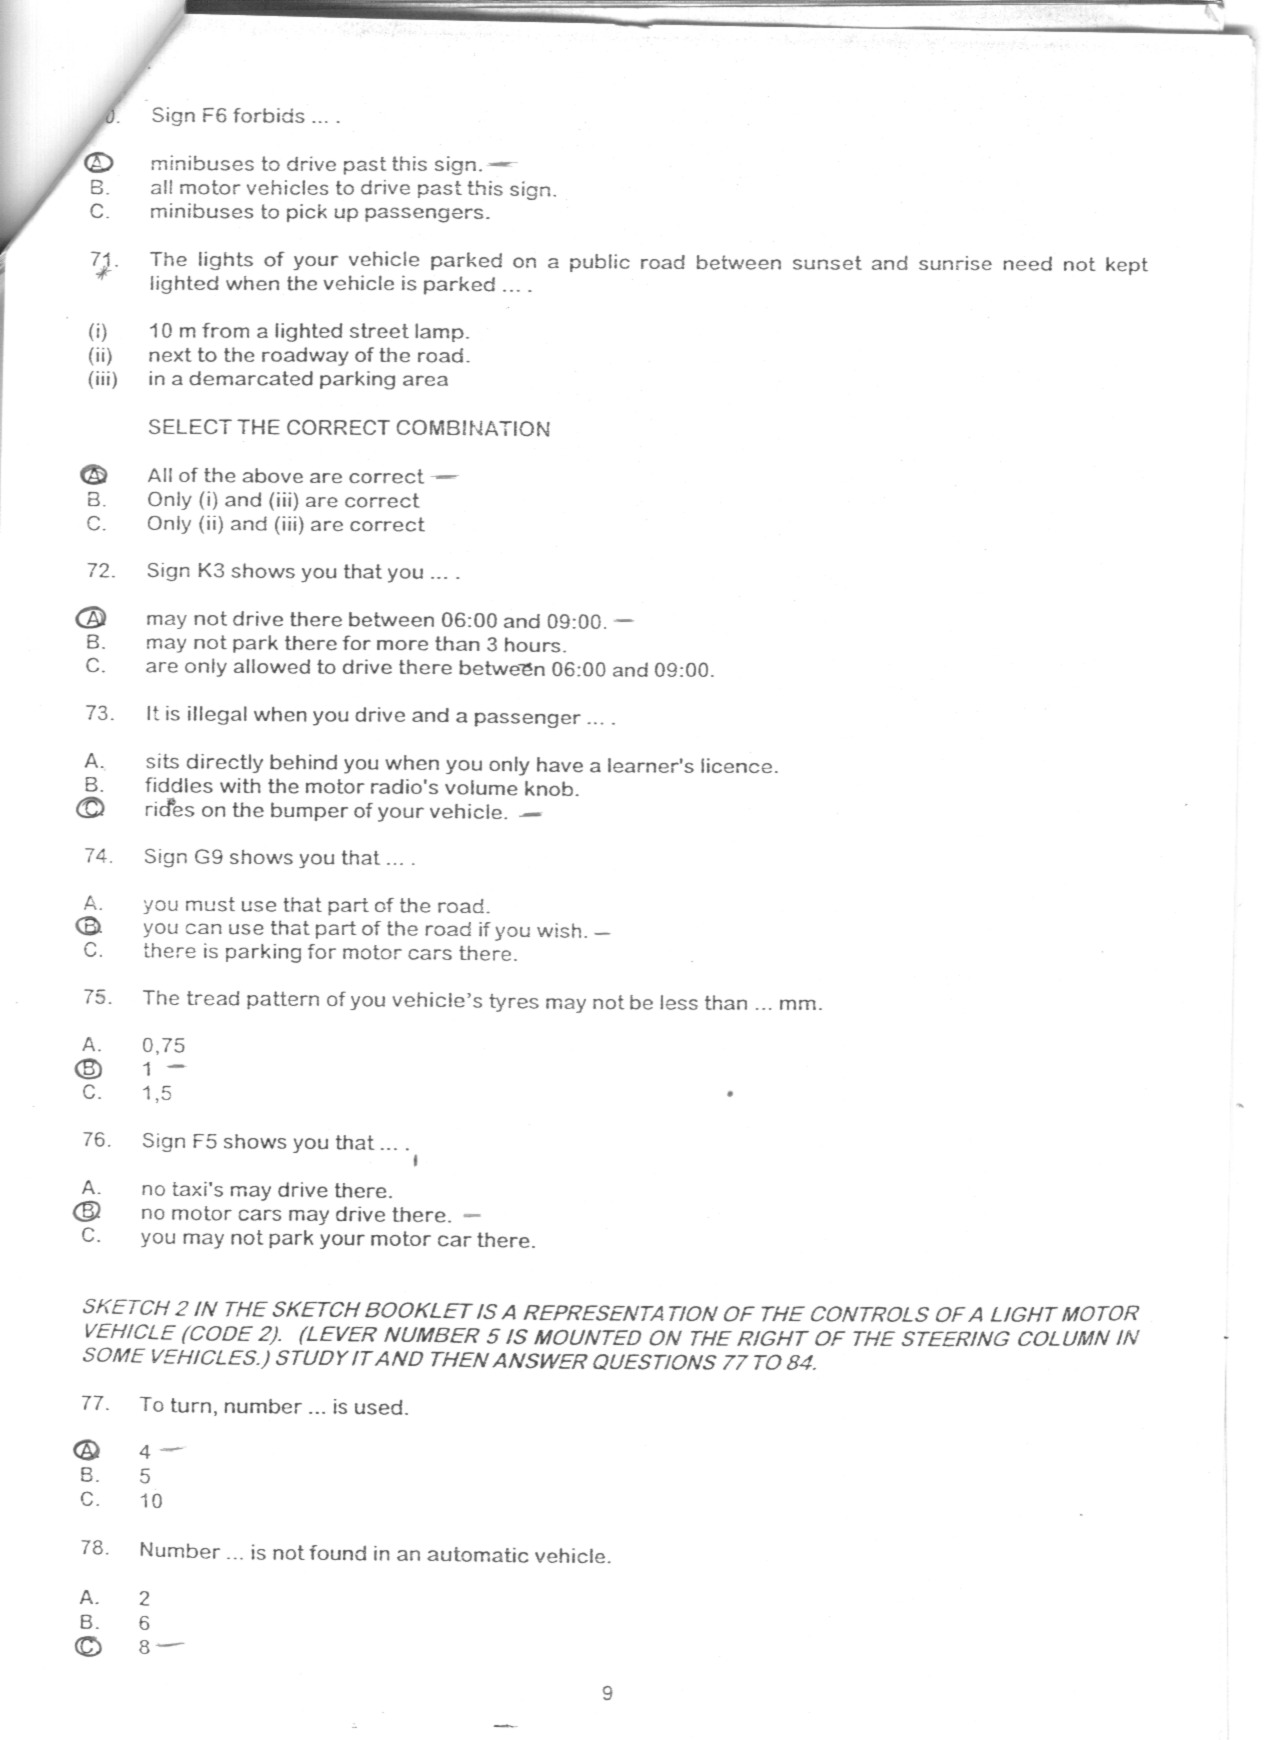 0. Sign F6 forbids ... .
A. minibuses to drive past this sign.
B. all motor vehicles to drive past this sign.
C. minibuses to pick up passengers.
71. The lights of your vehicle parked on a public road between sunset and sunrise need not kept
lighted when the vehicle is parked ... .
(i) 10 m from a lighted street lamp.
(ii) next to the roadway of the road.
(iii) in a demarcated parking area
SELECT THE CORRECT COMBINATION
A. All of the above are correct
B. Only (i) and (iii) are correct
C. Only (ii) and (iii) are correct
72. Sign K3 shows you that you ... .
A. may not drive there between 06:00 and 09:00.
B. may not park there for more than 3 hours.
C. are only allowed to drive there between 06:00 and 09:00.
73. It is illegal when you drive and a passenger ... .
A. sits directly behind you when you only have a learner's licence.
B. fiddles with the motor radio's volume knob.
C. rides on the bumper of your vehicle.
74. Sign G9 shows you that ... .
A. you must use that part of the road.
B. you can use that part of the road if you wish.
C. there is parking for motor cars there.
75. The tread pattern of you vehicle's tyres may not be less than ... mm.
A. 0,75
B. 1
C. 1,5
76. Sign F5 shows you that ... .
A. no taxi's may drive there.
B. no motor cars may drive there.
C. you may not park your motor car there.
SKETCH 2 IN THE SKETCH BOOKLET IS A REPRESENTATION OF THE CONTROLS OF A LIGHT MOTOR
VEHICLE (CODE 2). (LEVER NUMBER 5 IS MOUNTED ON THE RIGHT OF THE STEERING COLUMN IN
SOME VEHICLES.) STUDY IT AND THEN ANSWER QUESTIONS 77 TO 84.
77. To turn, number ... is used.
A. 4
B. 5
C. 10
78. Number ... is not found in an automatic vehicle.
A. 2
B. 6
C. 8
9